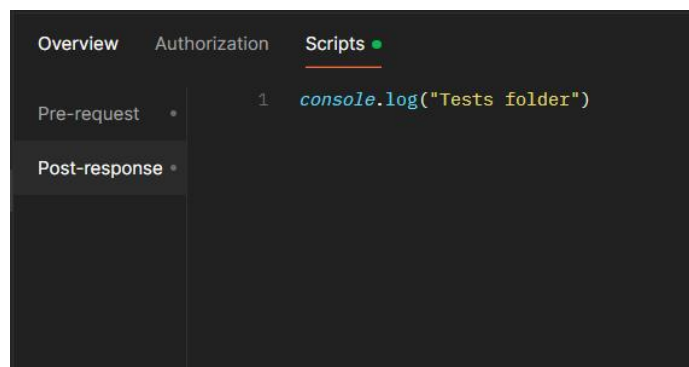 Overview Authorization Scripts
Pre-request
1 console.log("Tests folder")
Post-response